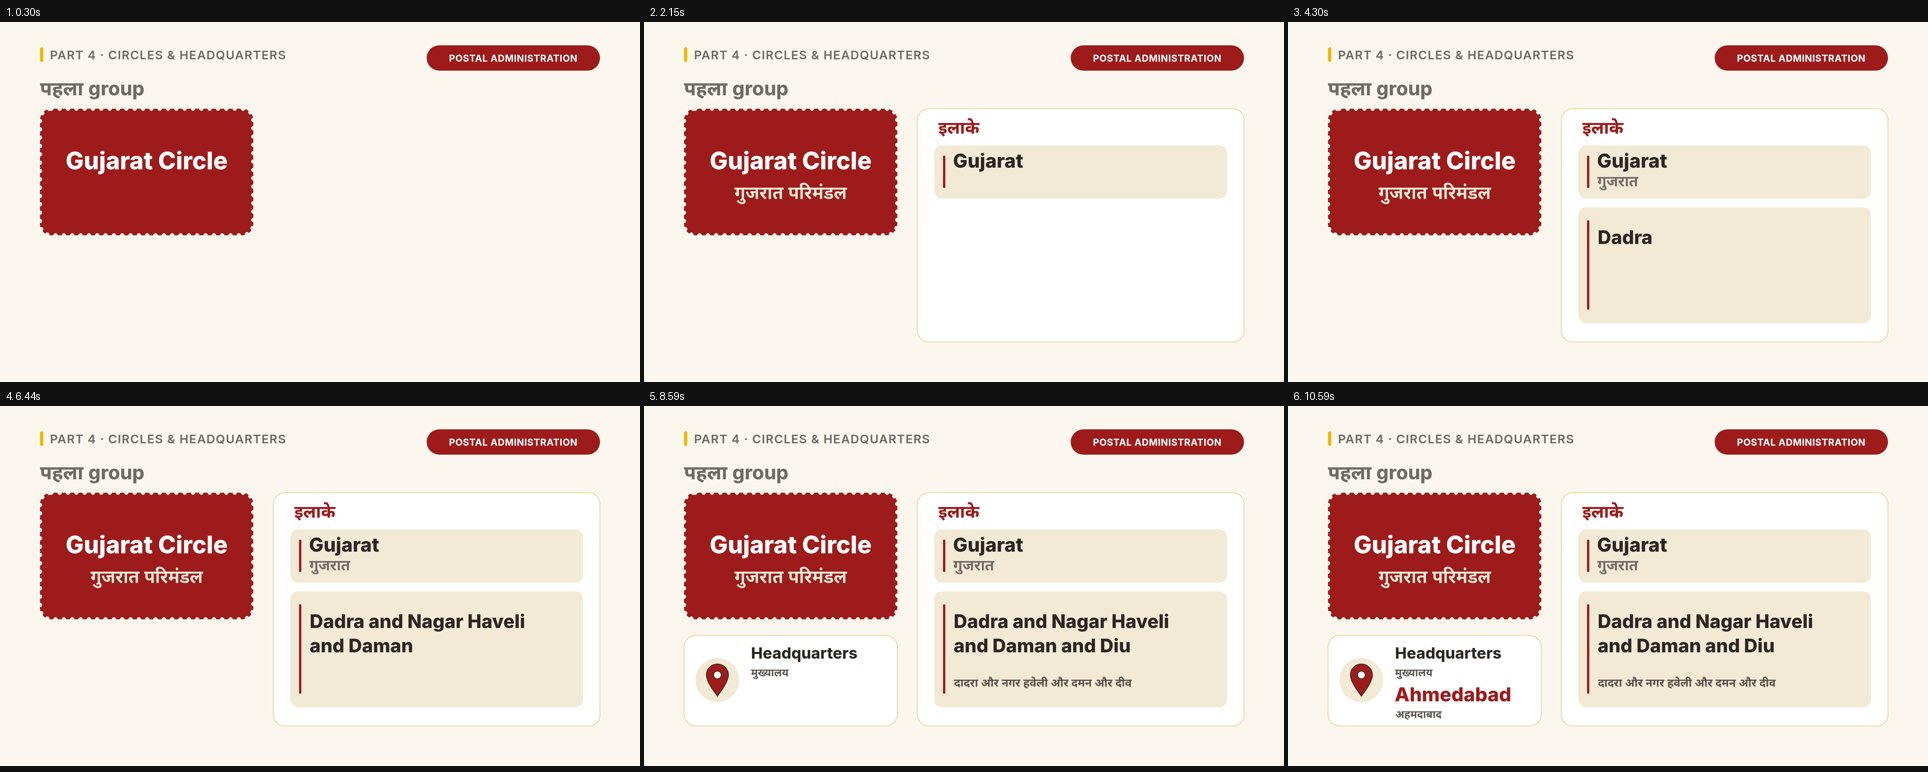 1. 0.30s
PART 4 · CIRCLES & HEADQUARTERS
POSTAL ADMINISTRATION
पहला group
Gujarat Circle
2. 2.15s
PART 4 · CIRCLES & HEADQUARTERS
POSTAL ADMINISTRATION
पहला group
Gujarat Circle
गुजरात परिमंडल
इलाके
Gujarat
3. 4.30s
PART 4 · CIRCLES & HEADQUARTERS
POSTAL ADMINISTRATION
पहला group
Gujarat Circle
गुजरात परिमंडल
इलाके
Gujarat
गुजरात
Dadra
4. 6.44s
PART 4 · CIRCLES & HEADQUARTERS
POSTAL ADMINISTRATION
पहला group
Gujarat Circle
गुजरात परिमंडल
इलाके
Gujarat
गुजरात
Dadra and Nagar Haveli
and Daman
5. 8.59s
PART 4 · CIRCLES & HEADQUARTERS
POSTAL ADMINISTRATION
पहला group
Gujarat Circle
गुजरात परिमंडल
Headquarters
मुख्यालय
इलाके
Gujarat
गुजरात
Dadra and Nagar Haveli
and Daman and Diu
दादरा और नगर हवेली और दमन और दीव
6. 10.59s
PART 4 · CIRCLES & HEADQUARTERS
POSTAL ADMINISTRATION
पहला group
Gujarat Circle
गुजरात परिमंडल
Headquarters
मुख्यालय
Ahmedabad
अहमदाबाद
इलाके
Gujarat
गुजरात
Dadra and Nagar Haveli
and Daman and Diu
दादरा और नगर हवेली और दमन और दीव